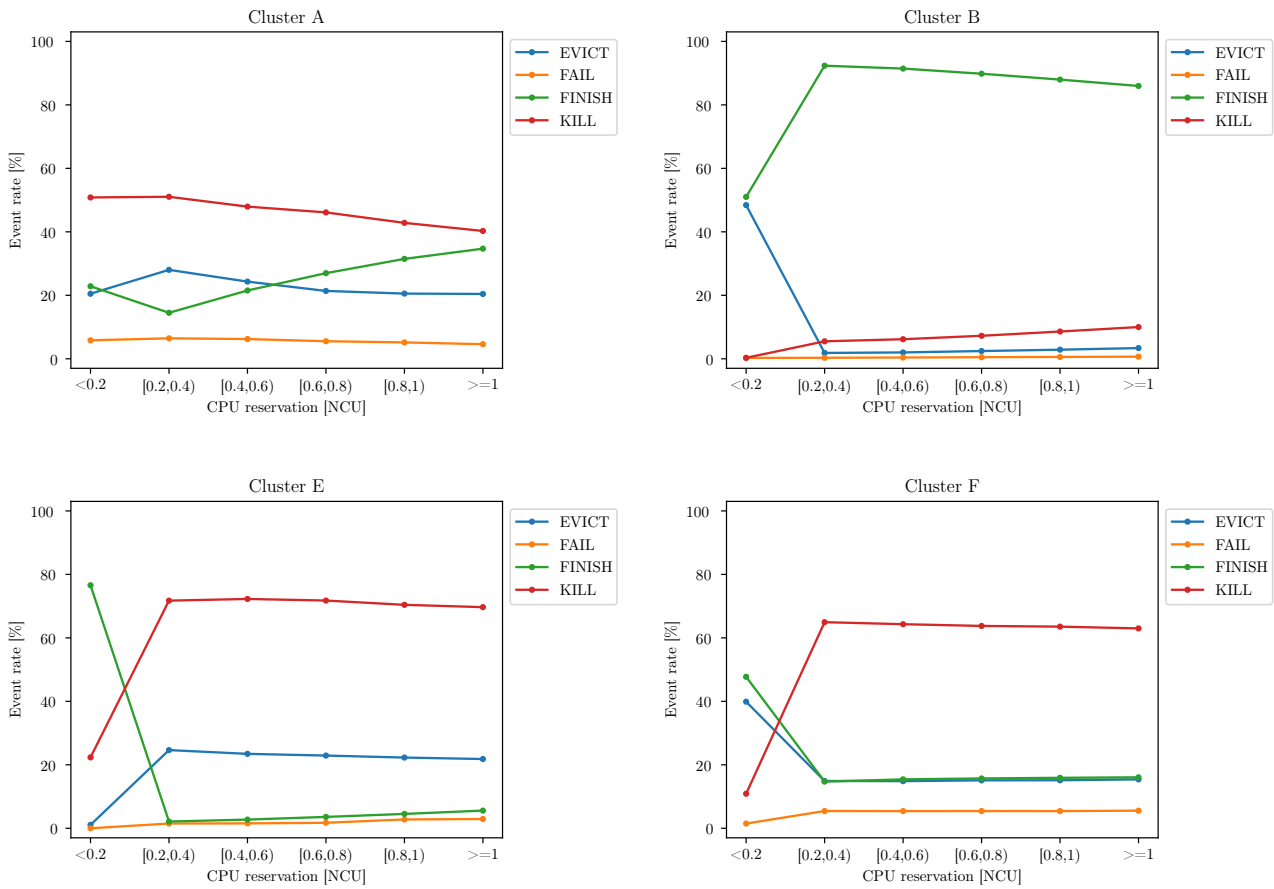 Cluster A
100
80
60
40
20
0
Event rate [%]
<0.2 [0.2,0.4) [0.4,0.6) [0.6,0.8) [0.8,1) >=1
CPU reservation [NCU]
EVICT
FAIL
FINISH
KILL
Cluster B
100
80
60
40
20
0
Event rate [%]
<0.2 [0.2,0.4) [0.4,0.6) [0.6,0.8) [0.8,1) >=1
CPU reservation [NCU]
EVICT
FAIL
FINISH
KILL
Cluster E
100
80
60
40
20
0
Event rate [%]
<0.2 [0.2,0.4) [0.4,0.6) [0.6,0.8) [0.8,1) >=1
CPU reservation [NCU]
EVICT
FAIL
FINISH
KILL
Cluster F
100
80
60
40
20
0
Event rate [%]
<0.2 [0.2,0.4) [0.4,0.6) [0.6,0.8) [0.8,1) >=1
CPU reservation [NCU]
EVICT
FAIL
FINISH
KILL